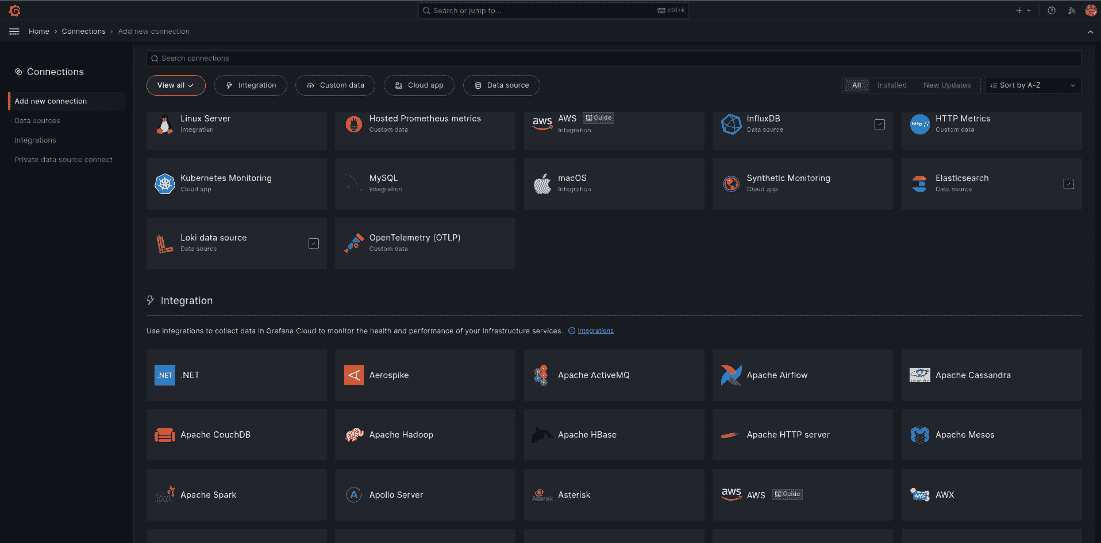 Search or jump to...
ctrl+k
Home › Connections › Add new connection
Connections
Add new connection
Data sources
Integrations
Private data source connect
Search connections
View all
Integration
Custom data
Cloud app
Data source
All
Installed
New Updates
Sort by A-Z
Linux Server
Integration
Hosted Prometheus metrics
Custom data
aws
AWS
Guide
Integration
InfluxDB
Data source
http://
HTTP Metrics
Custom data
Kubernetes Monitoring
Cloud app
MySQL
Integration
macOS
Integration
Synthetic Monitoring
Cloud app
Elasticsearch
Data source
Loki data source
Data source
OpenTelemetry (OTLP)
Custom data
Integration
Use integrations to collect data in Grafana Cloud to monitor the health and performance of your infrastructure services.
Integrations
.NET
.NET
Aerospike
Apache ActiveMQ
Apache Airflow
Apache Cassandra
Apache CouchDB
Apache Hadoop
Apache HBase
Apache HTTP server
Apache Mesos
Apache Spark
Apollo Server
Asterisk
aws
AWS
Guide
AWX